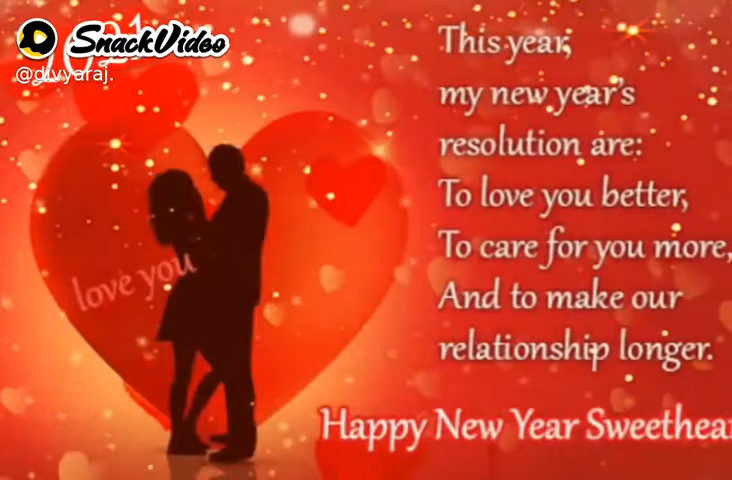 SnackVideo
@divyaraj.
This year,
my new year's
resolution are:
To love you better,
To care for you more,
And to make our
relationship longer.
love you
Happy New Year Sweethear